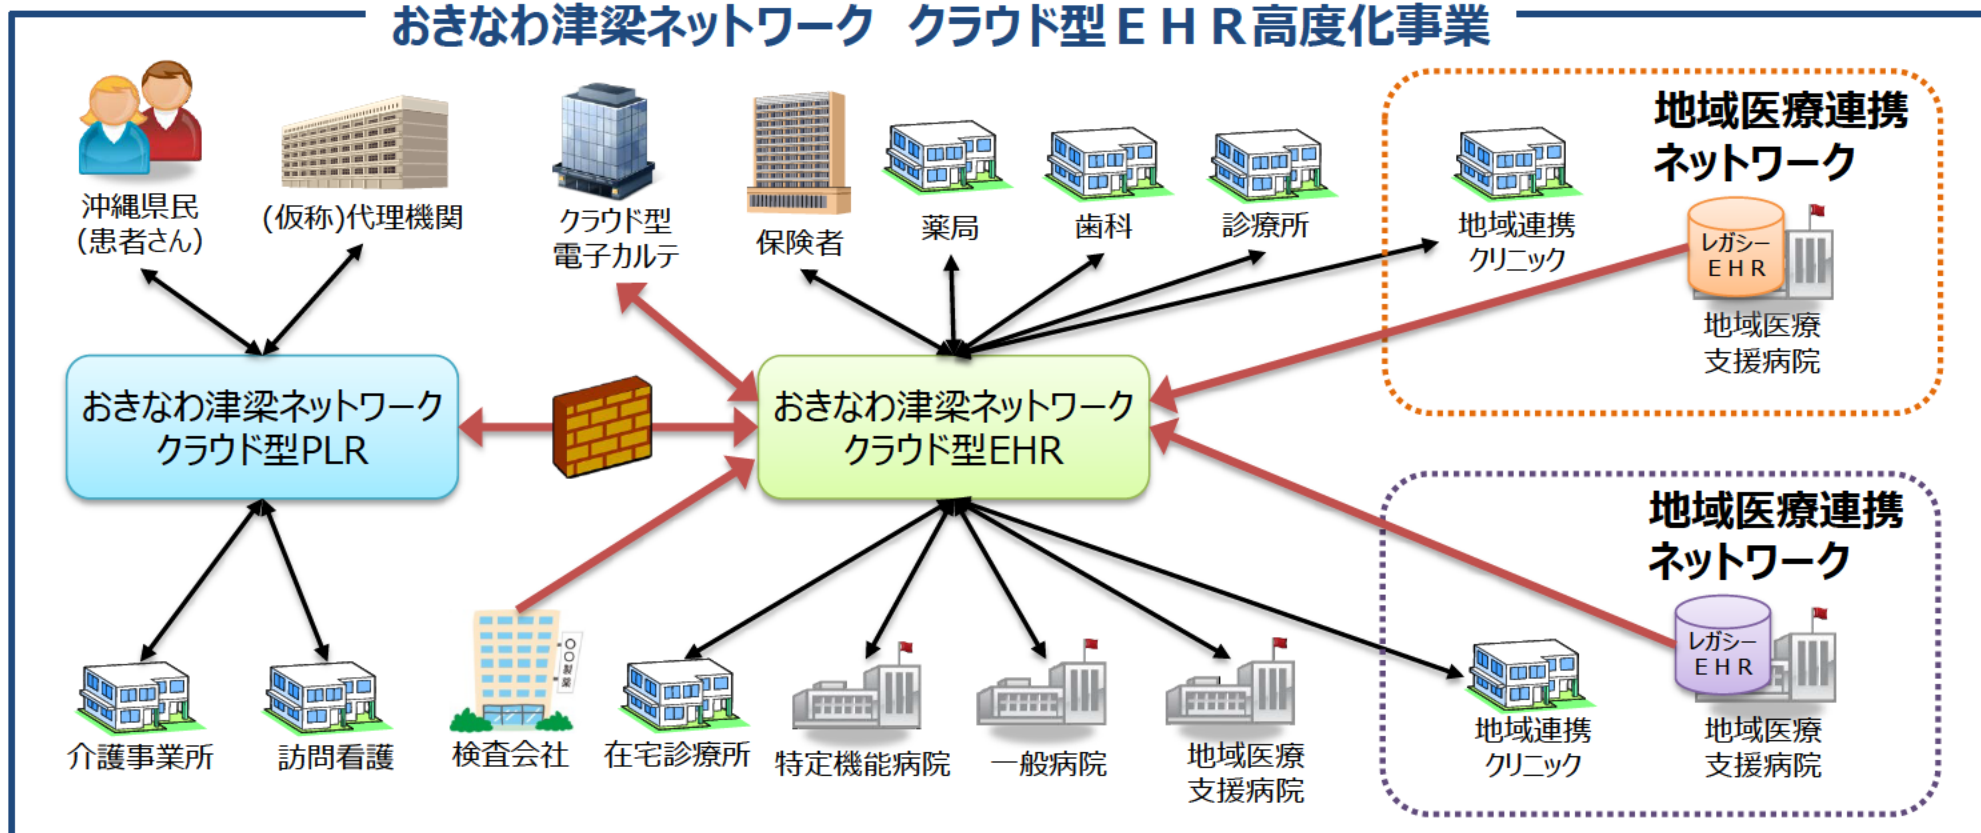 おきなわ津梁ネットワーク クラウド型EHR高度化事業
沖縄県民
(患者さん)
(仮称)代理機関
クラウド型
電子カルテ
保険者
薬局
歯科
診療所
地域連携
クリニック
地域医療連携
ネットワーク
レガシー
EHR
地域医療
支援病院
おきなわ津梁ネットワーク
クラウド型PLR
おきなわ津梁ネットワーク
クラウド型EHR
地域医療連携
ネットワーク
レガシー
EHR
地域医療
支援病院
地域連携
クリニック
介護事業所
訪問看護
〇〇製薬
検査会社
在宅診療所
特定機能病院
一般病院
地域医療
支援病院